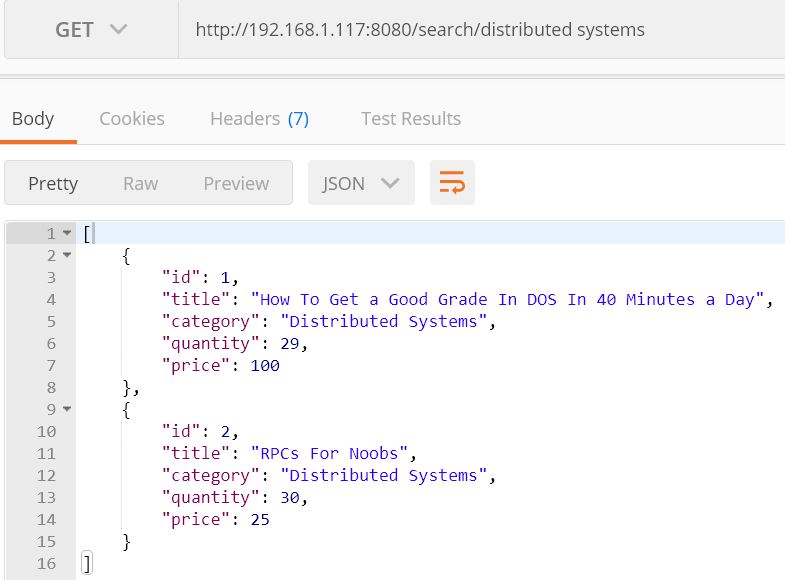 GET http://192.168.1.117:8080/search/distributed systems
Body Cookies Headers (7) Test Results
Pretty Raw Preview JSON
1 [
2 {
3 "id": 1,
4 "title": "How To Get a Good Grade In DOS In 40 Minutes a Day",
5 "category": "Distributed Systems",
6 "quantity": 29,
7 "price": 100
8 },
9 {
10 "id": 2,
11 "title": "RPCs For Noobs",
12 "category": "Distributed Systems",
13 "quantity": 30,
14 "price": 25
15 }
16 ]